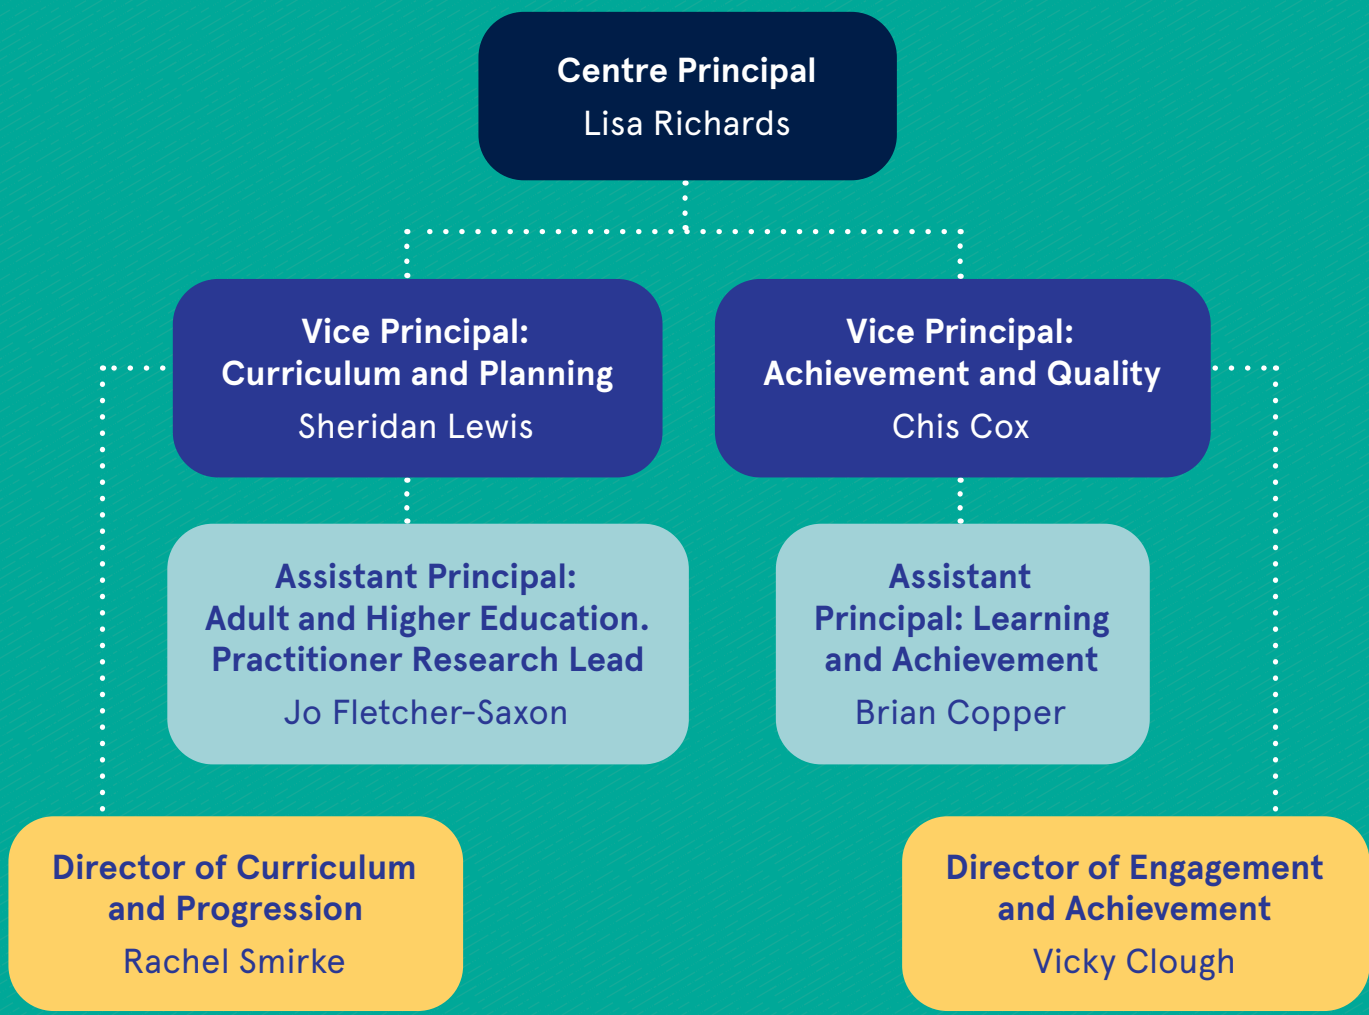 Centre Principal
Lisa Richards
Vice Principal:
Curriculum and Planning
Sheridan Lewis
Vice Principal:
Achievement and Quality
Chis Cox
Assistant Principal:
Adult and Higher Education.
Practitioner Research Lead
Jo Fletcher-Saxon
Assistant
Principal: Learning
and Achievement
Brian Copper
Director of Curriculum
and Progression
Rachel Smirke
Director of Engagement
and Achievement
Vicky Clough